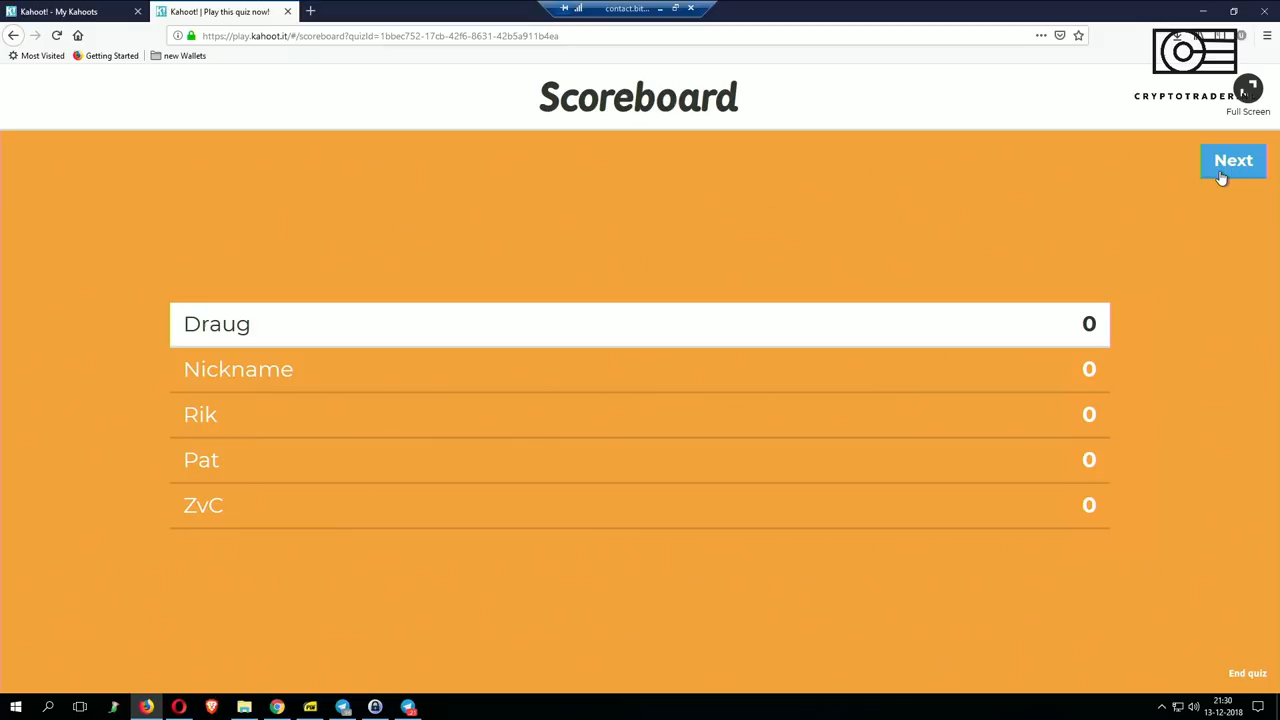 Kahoot! - My Kahoots
Kahoot! | Play this quiz now!
contact.bit...
https://play.kahoot.it/#/scoreboard?quizId=1bbec752-17cb-42f6-8631-42b5a911b4ea
Most Visited
Getting Started
new Wallets
Scoreboard
CRYPTOTRADER
Full Screen
Next
Draug 0
Nickname 0
Rik 0
Pat 0
ZvC 0
End quiz
21:30
13-12-2018